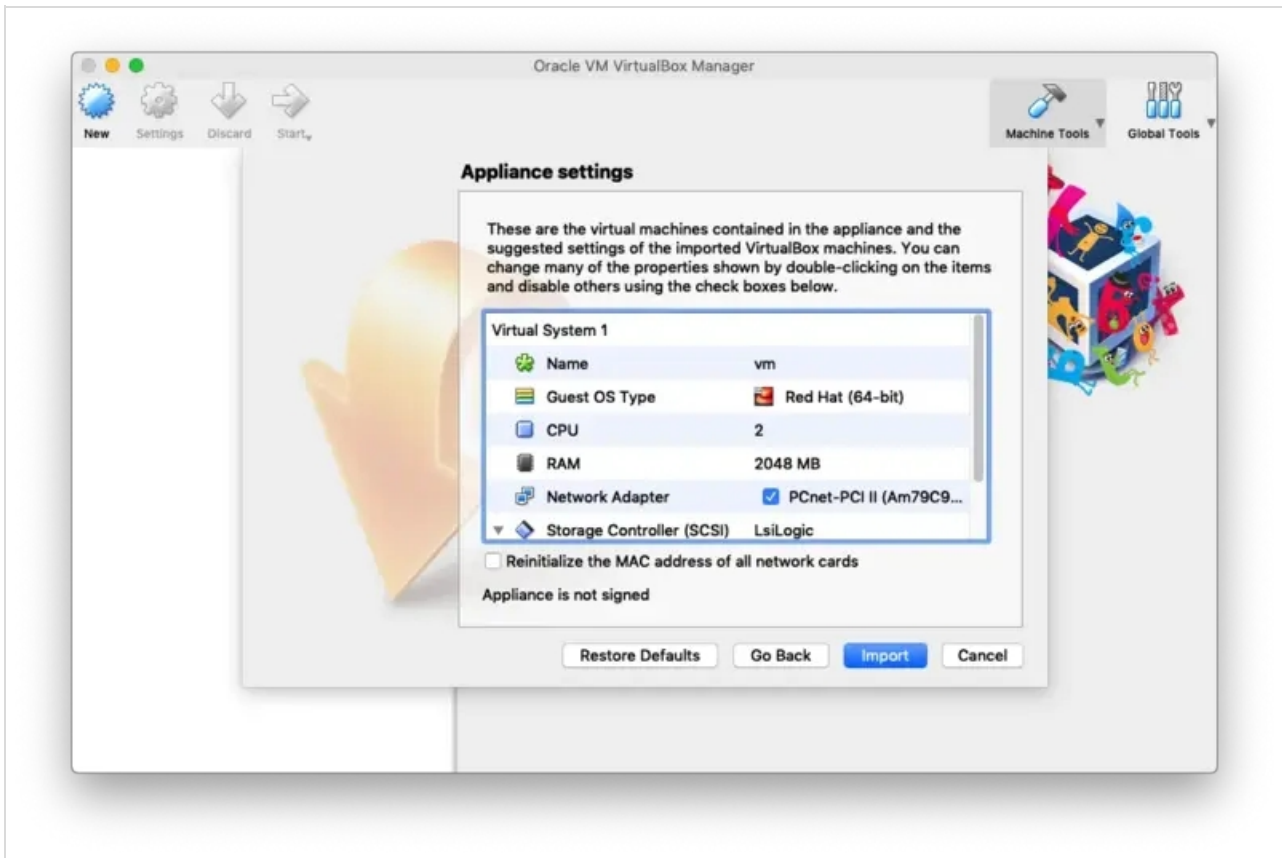 Oracle VM VirtualBox Manager
New Settings Discard Start
Machine Tools Global Tools
Appliance settings
These are the virtual machines contained in the appliance and the
suggested settings of the imported VirtualBox machines. You can
change many of the properties shown by double-clicking on the items
and disable others using the check boxes below.
Virtual System 1
Name vm
Guest OS Type Red Hat (64-bit)
CPU 2
RAM 2048 MB
Network Adapter PCnet-PCI II (Am79C9...
Storage Controller (SCSI) LsiLogic
Reinitialize the MAC address of all network cards
Appliance is not signed
Restore Defaults Go Back Import Cancel